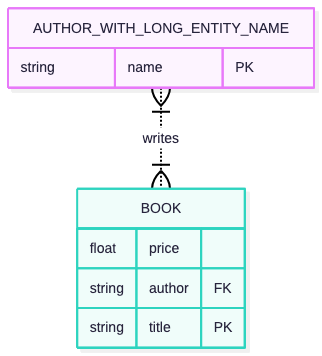 AUTHOR_WITH_LONG_ENTITY_NAME
string name PK
writes
BOOK
float price
string author FK
string title PK